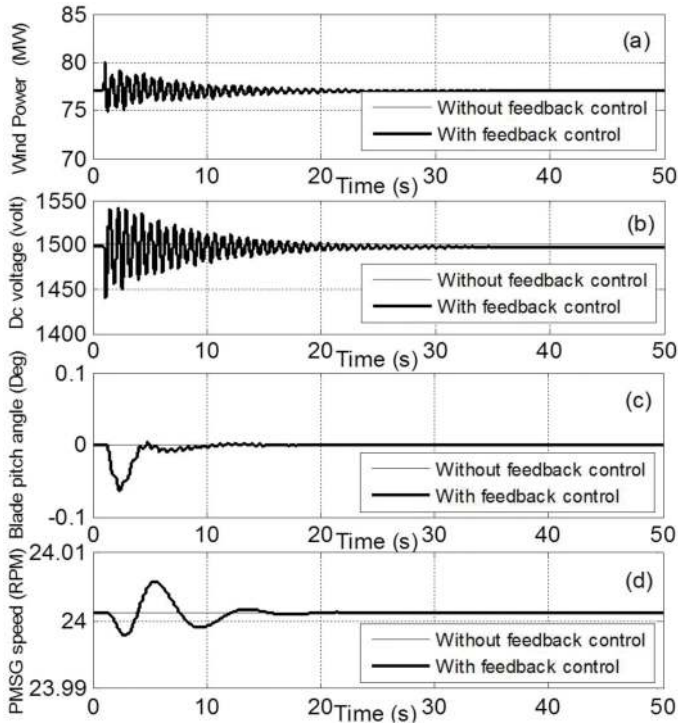 85
80
75
70
Wind Power (MW)
(a)
Without feedback control
With feedback control
0
10
20
30
40
50
Time (s)
1550
1500
1450
1400
Dc voltage (volt)
(b)
Without feedback control
With feedback control
0
10
20
30
40
50
Time (s)
0.1
0
-0.1
Blade pitch angle (Deg)
(c)
Without feedback control
With feedback control
0
10
20
30
40
50
Time (s)
24.01
24
23.99
PMSG speed (RPM)
(d)
Without feedback control
With feedback control
0
10
20
30
40
50
Time (s)